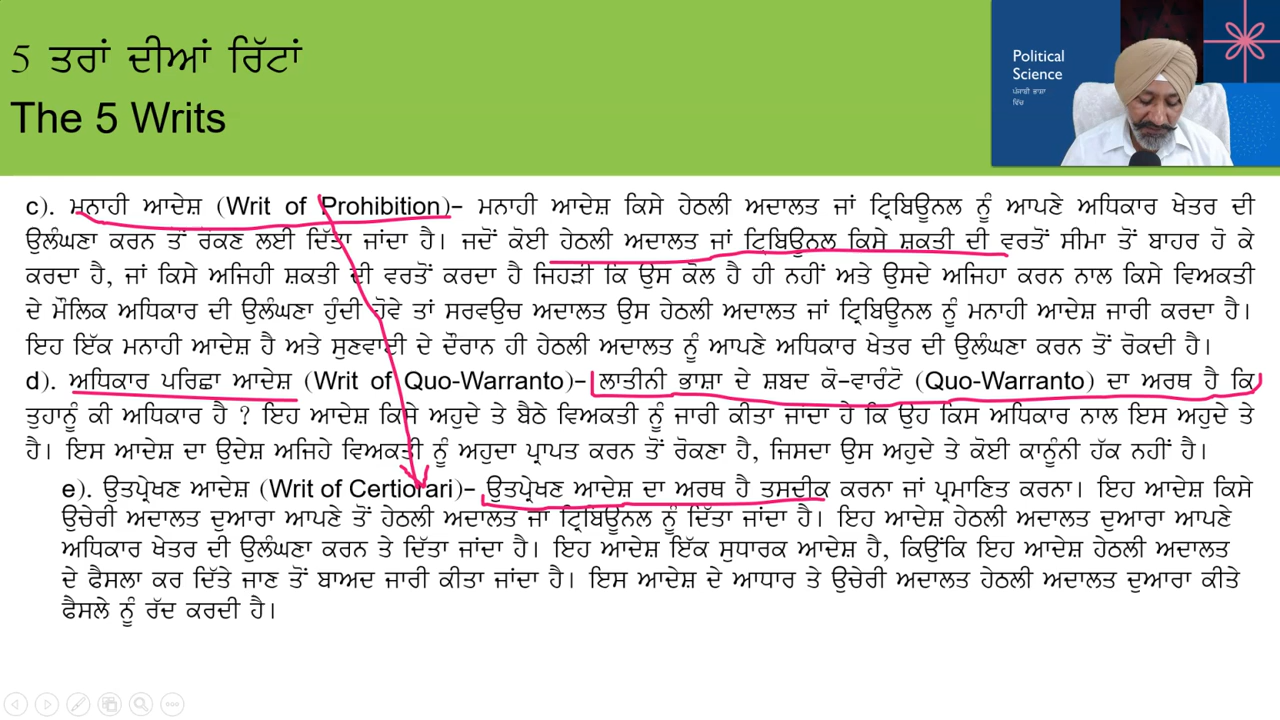 5 ਤਰਾਂ ਦੀਆਂ ਰਿੱਟਾਂ
The 5 Writs
Political
Science
ਪੰਜਾਬੀ ਭਾਸ਼ਾ
ਵਿੱਚ
c). ਮਨਾਹੀ ਆਦੇਸ਼ (Writ of Prohibition)– ਮਨਾਹੀ ਆਦੇਸ਼ ਕਿਸੇ ਹੇਠਲੀ ਅਦਾਲਤ ਜਾਂ ਟ੍ਰਿਬਿਊਨਲ ਨੂੰ ਆਪਣੇ ਅਧਿਕਾਰ ਖੇਤਰ ਦੀ
ਉਲੰਘਣਾ ਕਰਨ ਤੋਂ ਰੋਕਣ ਲਈ ਦਿੱਤਾ ਜਾਂਦਾ ਹੈ। ਜਦੋਂ ਕੋਈ ਹੇਠਲੀ ਅਦਾਲਤ ਜਾਂ ਟ੍ਰਿਬਿਊਨਲ ਕਿਸੇ ਸ਼ਕਤੀ ਦੀ ਵਰਤੋਂ ਸੀਮਾ ਤੋਂ ਬਾਹਰ ਹੋ ਕੇ
ਕਰਦਾ ਹੈ, ਜਾਂ ਕਿਸੇ ਅਜਿਹੀ ਸ਼ਕਤੀ ਦੀ ਵਰਤੋਂ ਕਰਦਾ ਹੈ ਜਿਹੜੀ ਕਿ ਉਸ ਕੋਲ ਹੈ ਹੀ ਨਹੀਂ ਅਤੇ ਉਸਦੇ ਅਜਿਹਾ ਕਰਨ ਨਾਲ ਕਿਸੇ ਵਿਅਕਤੀ
ਦੇ ਮੌਲਿਕ ਅਧਿਕਾਰ ਦੀ ਉਲੰਘਣਾ ਹੁੰਦੀ ਹੋਵੇ ਤਾਂ ਸਰਵਉਚ ਅਦਾਲਤ ਉਸ ਹੇਠਲੀ ਅਦਾਲਤ ਜਾਂ ਟ੍ਰਿਬਿਊਨਲ ਨੂੰ ਮਨਾਹੀ ਆਦੇਸ਼ ਜਾਰੀ ਕਰਦਾ ਹੈ।
ਇਹ ਇੱਕ ਮਨਾਹੀ ਆਦੇਸ਼ ਹੈ ਅਤੇ ਸੁਣਵਾਈ ਦੇ ਦੌਰਾਨ ਹੀ ਹੇਠਲੀ ਅਦਾਲਤ ਨੂੰ ਆਪਣੇ ਅਧਿਕਾਰ ਖੇਤਰ ਦੀ ਉਲੰਘਣਾ ਕਰਨ ਤੋਂ ਰੋਕਦੀ ਹੈ।
d). ਅਧਿਕਾਰ ਪਰਿਛਾ ਆਦੇਸ਼ (Writ of Quo-Warranto)– ਲਾਤੀਨੀ ਭਾਸ਼ਾ ਦੇ ਸ਼ਬਦ ਕੋ-ਵਾਰੰਟੋ (Quo-Warranto) ਦਾ ਅਰਥ ਹੈ ਕਿ
ਤੁਹਾਨੂੰ ਕੀ ਅਧਿਕਾਰ ਹੈ ? ਇਹ ਆਦੇਸ਼ ਕਿਸੇ ਅਹੁਦੇ ਤੇ ਬੈਠੇ ਵਿਅਕਤੀ ਨੂੰ ਜਾਰੀ ਕੀਤਾ ਜਾਂਦਾ ਹੈ ਕਿ ਉਹ ਕਿਸ ਅਧਿਕਾਰ ਨਾਲ ਇਸ ਅਹੁਦੇ ਤੇ
ਹੈ। ਇਸ ਆਦੇਸ਼ ਦਾ ਉਦੇਸ਼ ਅਜਿਹੇ ਵਿਅਕਤੀ ਨੂੰ ਅਹੁਦਾ ਪ੍ਰਾਪਤ ਕਰਨ ਤੋਂ ਰੋਕਣਾ ਹੈ, ਜਿਸਦਾ ਉਸ ਅਹੁਦੇ ਤੇ ਕੋਈ ਕਾਨੂੰਨੀ ਹੱਕ ਨਹੀਂ ਹੈ।
e). ਉਤਪ੍ਰੇਖਣ ਆਦੇਸ਼ (Writ of Certiorari)– ਉਤਪ੍ਰੇਖਣ ਆਦੇਸ਼ ਦਾ ਅਰਥ ਹੈ ਤਸਦੀਕ ਕਰਨਾ ਜਾਂ ਪ੍ਰਮਾਣਿਤ ਕਰਨਾ। ਇਹ ਆਦੇਸ਼ ਕਿਸੇ
ਉਚੇਰੀ ਅਦਾਲਤ ਦੁਆਰਾ ਆਪਣੇ ਤੋਂ ਹੇਠਲੀ ਅਦਾਲਤ ਜਾਂ ਟ੍ਰਿਬਿਊਨਲ ਨੂੰ ਦਿੱਤਾ ਜਾਂਦਾ ਹੈ। ਇਹ ਆਦੇਸ਼ ਹੇਠਲੀ ਅਦਾਲਤ ਦੁਆਰਾ ਆਪਣੇ
ਅਧਿਕਾਰ ਖੇਤਰ ਦੀ ਉਲੰਘਣਾ ਕਰਨ ਤੇ ਦਿੱਤਾ ਜਾਂਦਾ ਹੈ। ਇਹ ਆਦੇਸ਼ ਇੱਕ ਸੁਧਾਰਕ ਆਦੇਸ਼ ਹੈ, ਕਿਉਂਕਿ ਇਹ ਆਦੇਸ਼ ਹੇਠਲੀ ਅਦਾਲਤ
ਦੇ ਫੈਸਲਾ ਕਰ ਦਿੱਤੇ ਜਾਣ ਤੋਂ ਬਾਅਦ ਜਾਰੀ ਕੀਤਾ ਜਾਂਦਾ ਹੈ। ਇਸ ਆਦੇਸ਼ ਦੇ ਆਧਾਰ ਤੇ ਉਚੇਰੀ ਅਦਾਲਤ ਹੇਠਲੀ ਅਦਾਲਤ ਦੁਆਰਾ ਕੀਤੇ
ਫੈਸਲੇ ਨੂੰ ਰੱਦ ਕਰਦੀ ਹੈ।